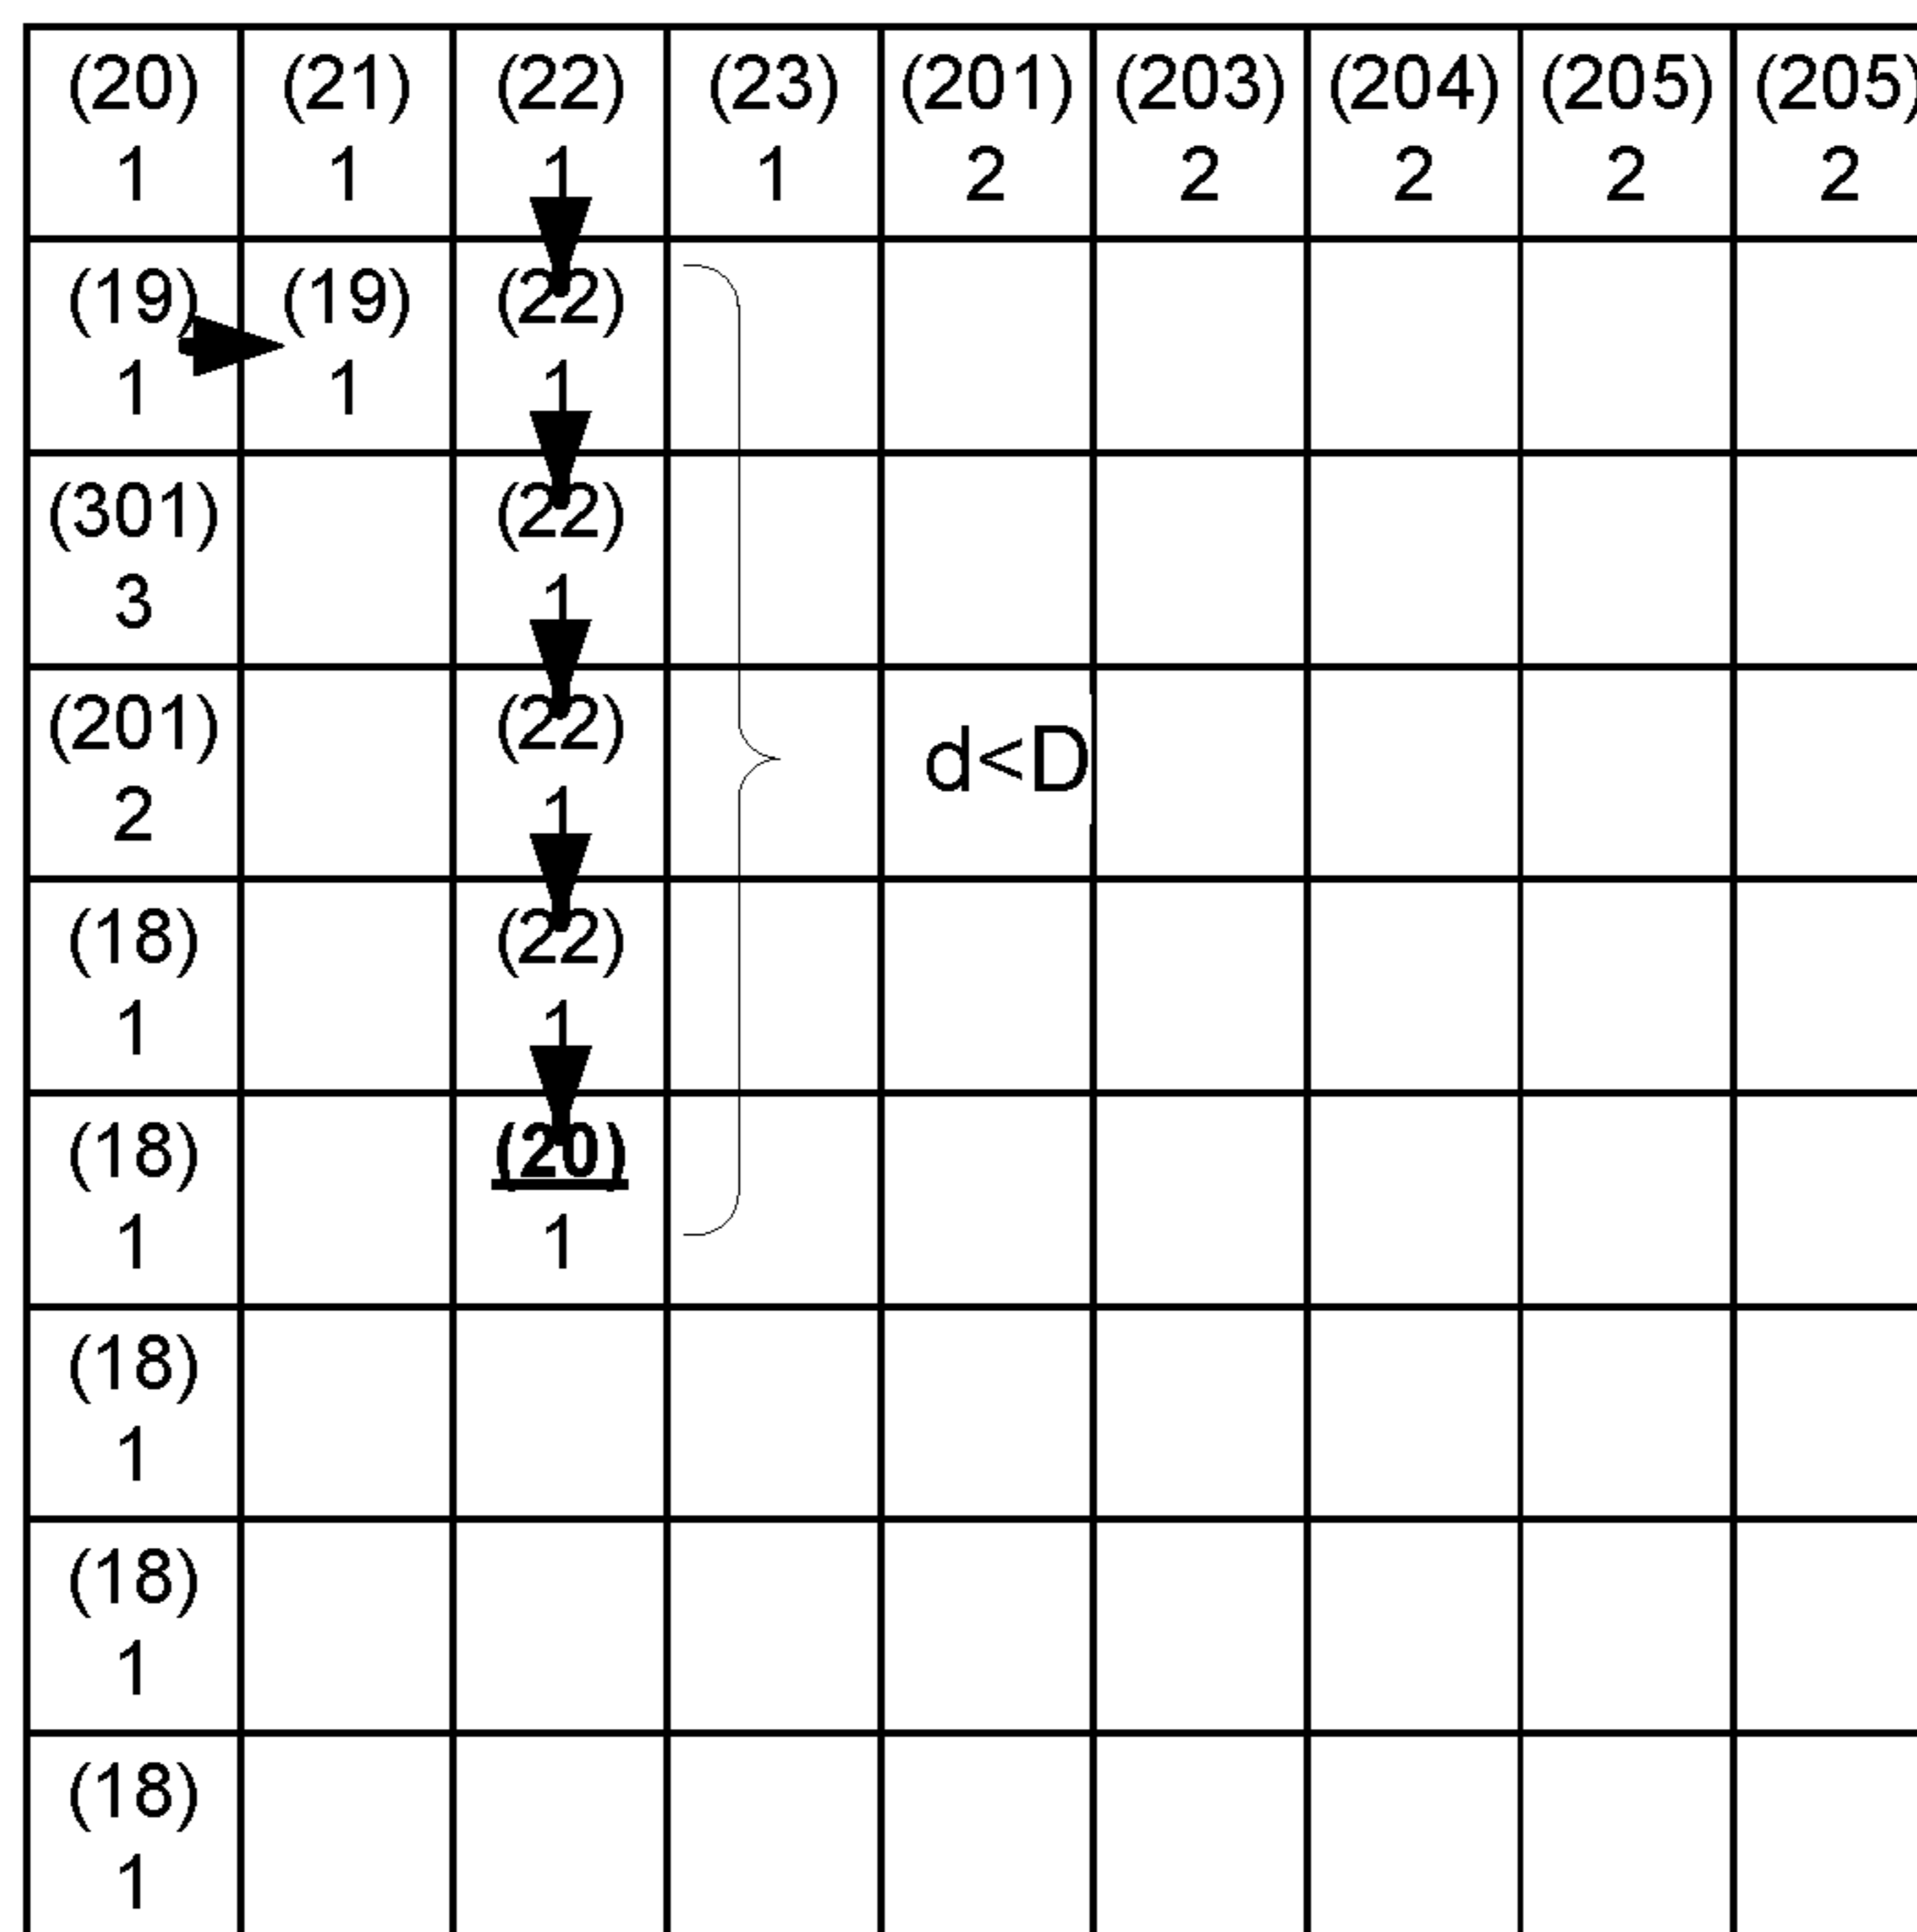 (20) (21) (22) (23) (201) (203) (204) (205) (205)
1 1 1 1 2 2 2 2 2
(19) (19) (22)
1 1 1
(301) (22)
3 1
(201) (22) d<D
2 1
(18) (22)
1 1
(18) (20)
1 1
(18)
1
(18)
1
(18)
1